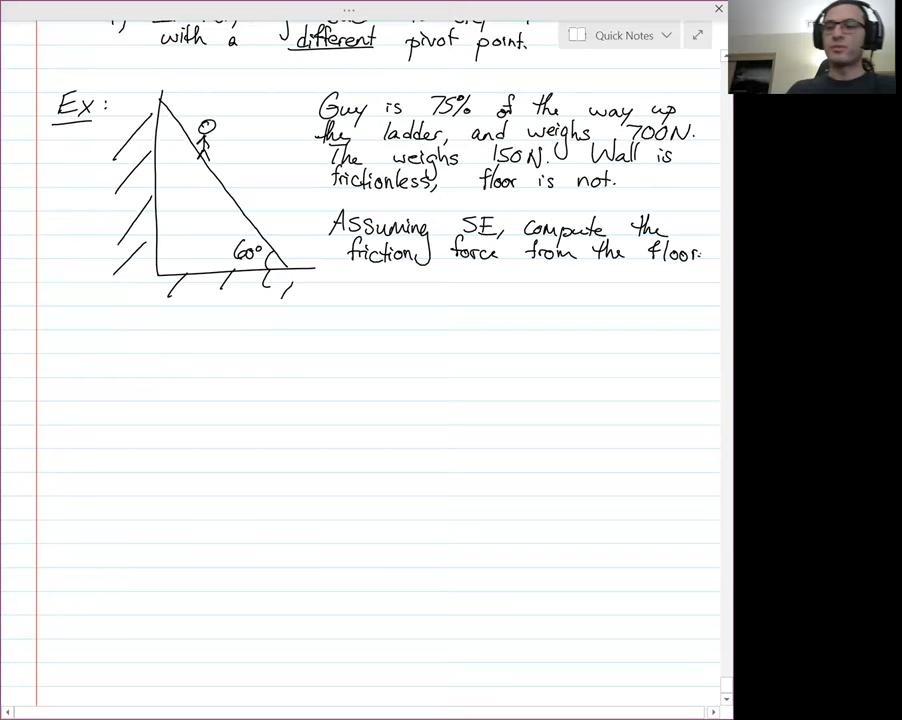 with a different pivot point.
Quick Notes
Ex:
Guy is 75% of the way up
the ladder, and weighs 700N.
The weighs 150N. Wall is
frictionless, floor is not.
60°
Assuming SE, compute the
friction force from the floor.